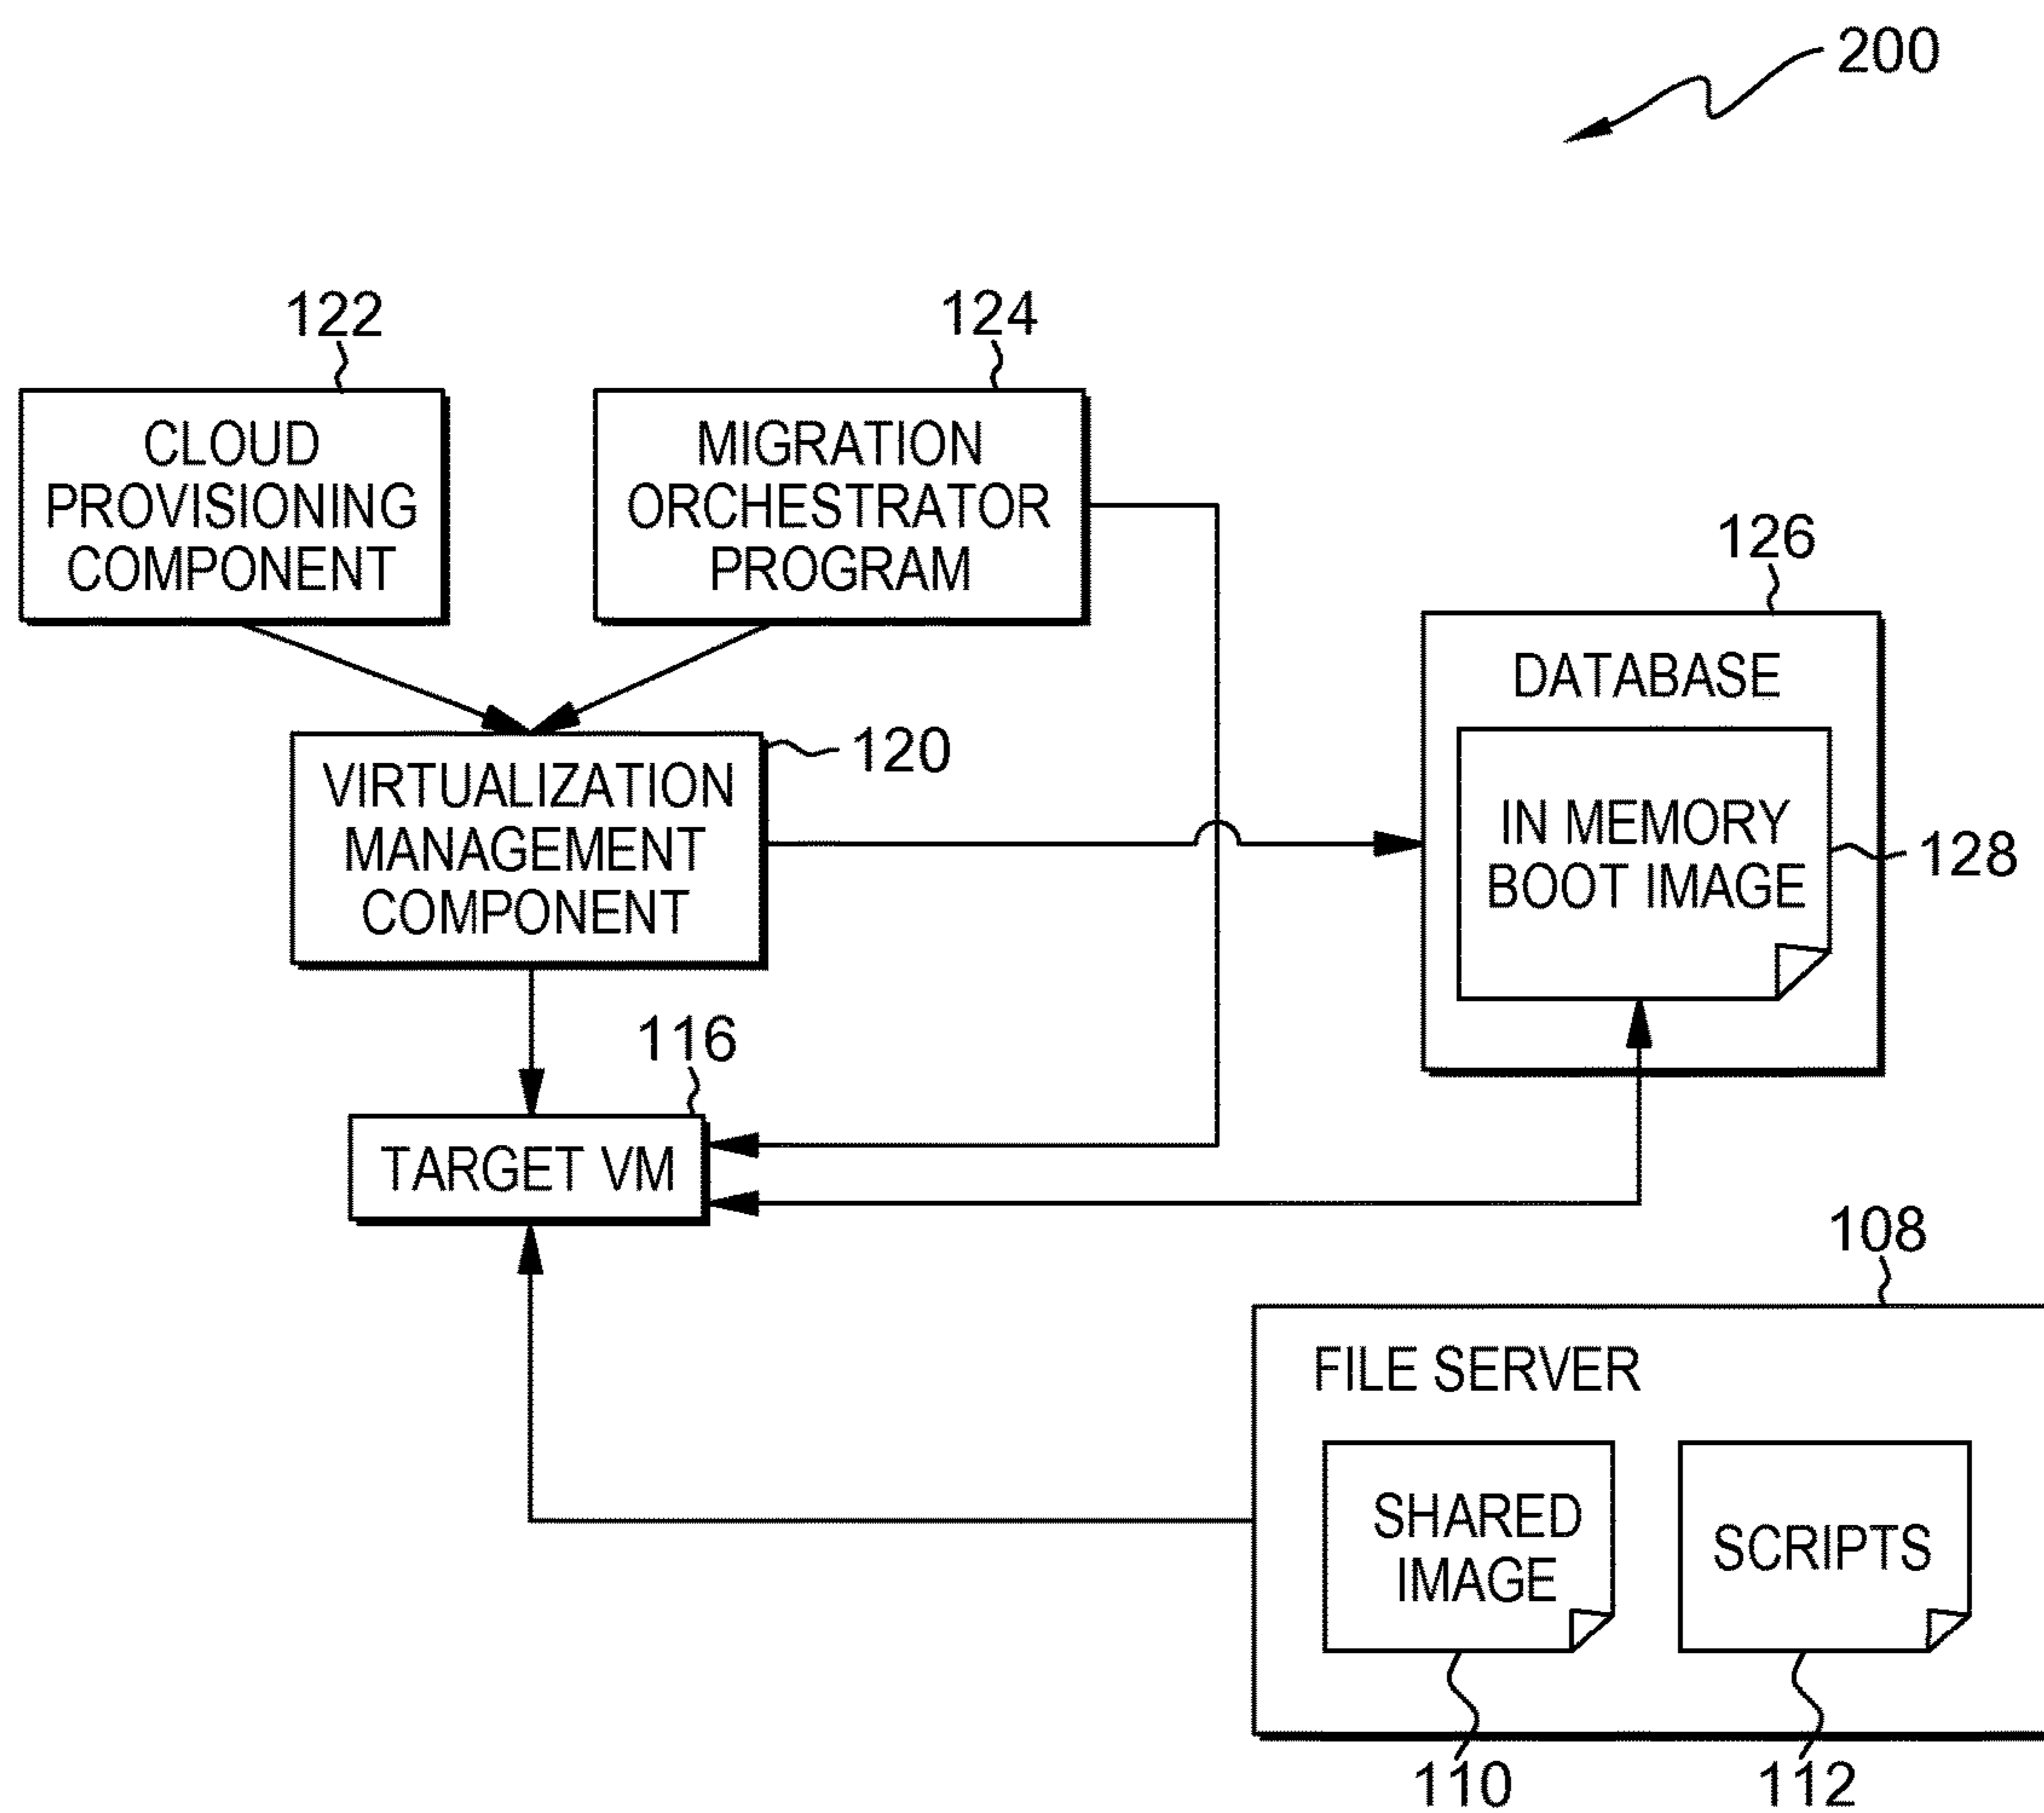 200
122
124
CLOUD
PROVISIONING
COMPONENT
MIGRATION
ORCHESTRATOR
PROGRAM
126
DATABASE
120
VIRTUALIZATION
MANAGEMENT
COMPONENT
IN MEMORY
BOOT IMAGE
128
116
TARGET VM
108
FILE SERVER
SHARED
IMAGE
SCRIPTS
110
112